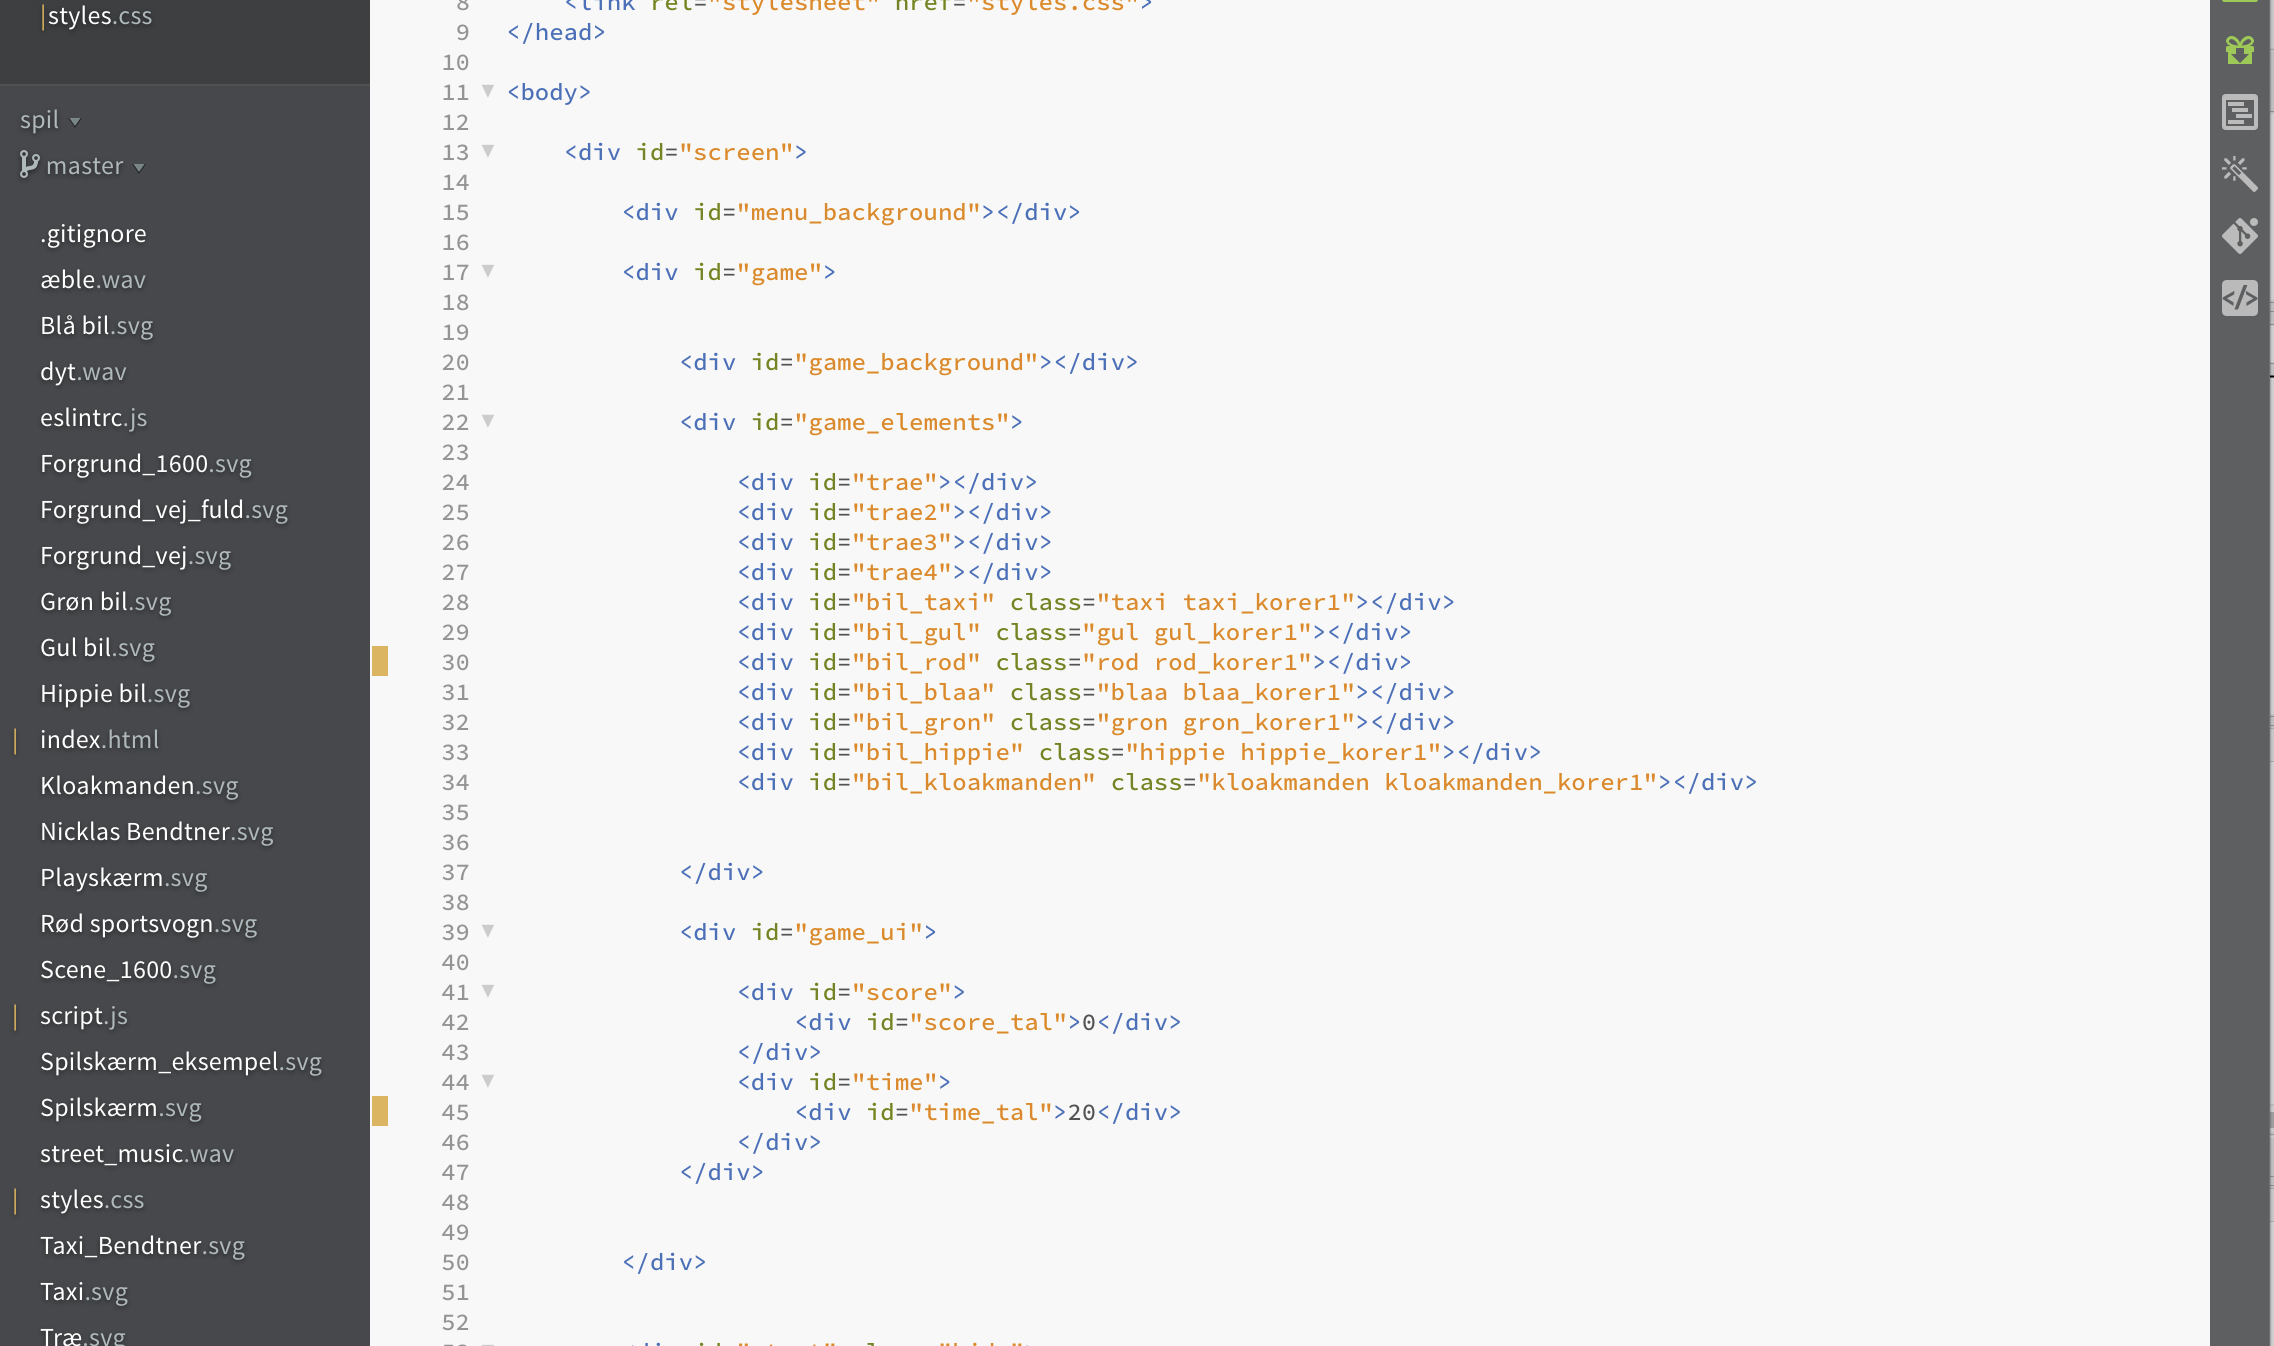 styles.css
spil
master
.gitignore
æble.wav
Blå bil.svg
dyt.wav
eslintrc.js
Forgrund_1600.svg
Forgrund_vej_fuld.svg
Forgrund_vej.svg
Grøn bil.svg
Gul bil.svg
Hippie bil.svg
index.html
Kloakmanden.svg
Nicklas Bendtner.svg
Playskærm.svg
Rød sportsvogn.svg
Scene_1600.svg
script.js
Spilskærm_eksempel.svg
Spilskærm.svg
street_music.wav
styles.css
Taxi_Bendtner.svg
Taxi.svg
Træ.svg
8 <link rel="stylesheet" href="styles.css">
9 </head>
10
11 <body>
12
13 <div id="screen">
14
15 <div id="menu_background"></div>
16
17 <div id="game">
18
19
20 <div id="game_background"></div>
21
22 <div id="game_elements">
23
24 <div id="trae"></div>
25 <div id="trae2"></div>
26 <div id="trae3"></div>
27 <div id="trae4"></div>
28 <div id="bil_taxi" class="taxi taxi_korer1"></div>
29 <div id="bil_gul" class="gul gul_korer1"></div>
30 <div id="bil_rod" class="rod rod_korer1"></div>
31 <div id="bil_blaa" class="blaa blaa_korer1"></div>
32 <div id="bil_gron" class="gron gron_korer1"></div>
33 <div id="bil_hippie" class="hippie hippie_korer1"></div>
34 <div id="bil_kloakmanden" class="kloakmanden kloakmanden_korer1"></div>
35
36
37 </div>
38
39 <div id="game_ui">
40
41 <div id="score">
42 <div id="score_tal">0</div>
43 </div>
44 <div id="time">
45 <div id="time_tal">20</div>
46 </div>
47 </div>
48
49
50 </div>
51
52